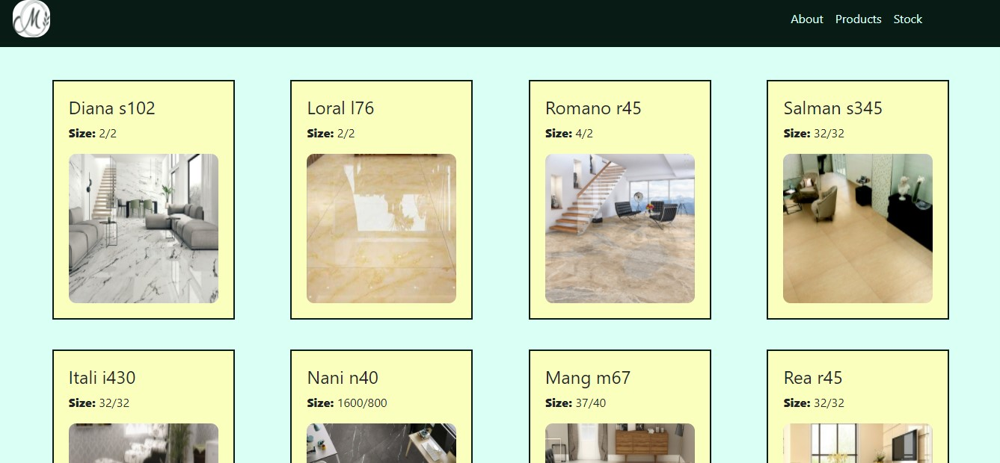 M
About Products Stock
Diana s102
Size: 2/2
Loral l76
Size: 2/2
Romano r45
Size: 4/2
Salman s345
Size: 32/32
Itali i430
Size: 32/32
Nani n40
Size: 1600/800
Mang m67
Size: 37/40
Rea r45
Size: 32/32